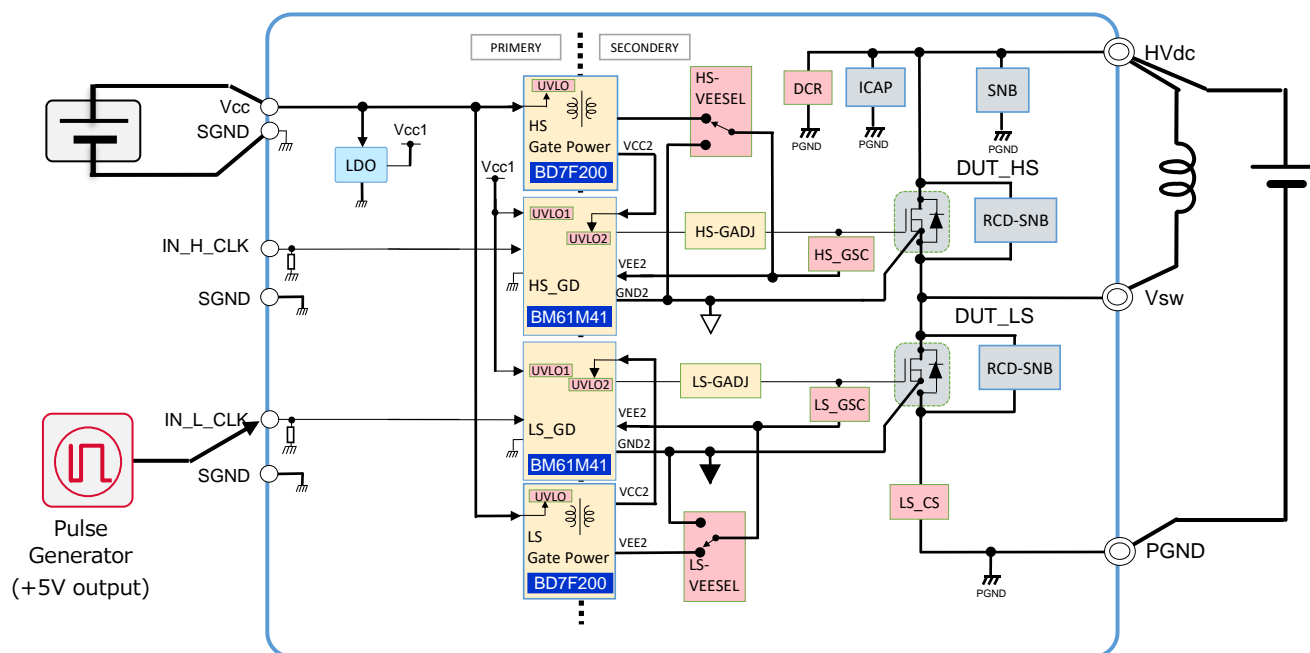 PRIMERY
SECONDERY
HVdc
Vcc
SGND
Vcc1
LDO
Vcc1
UVLO
HS
Gate Power
BD7F200
VCC2
HS-
VEESEL
DCR
PGND
ICAP
PGND
SNB
PGND
DUT_HS
RCD-SNB
IN_H_CLK
SGND
UVLO1
UVLO2
HS-GADJ
HS_GSC
VEE2
HS_GD
GND2
BM61M41
Vsw
DUT_LS
RCD-SNB
UVLO1
UVLO2
LS-GADJ
LS_GSC
VEE2
IN_L_CLK
LS_GD
GND2
BM61M41
SGND
UVLO
VCC2
LS
Gate Power
VEE2
BD7F200
LS-
VEESEL
LS_CS
PGND
PGND
Pulse
Generator
(+5V output)